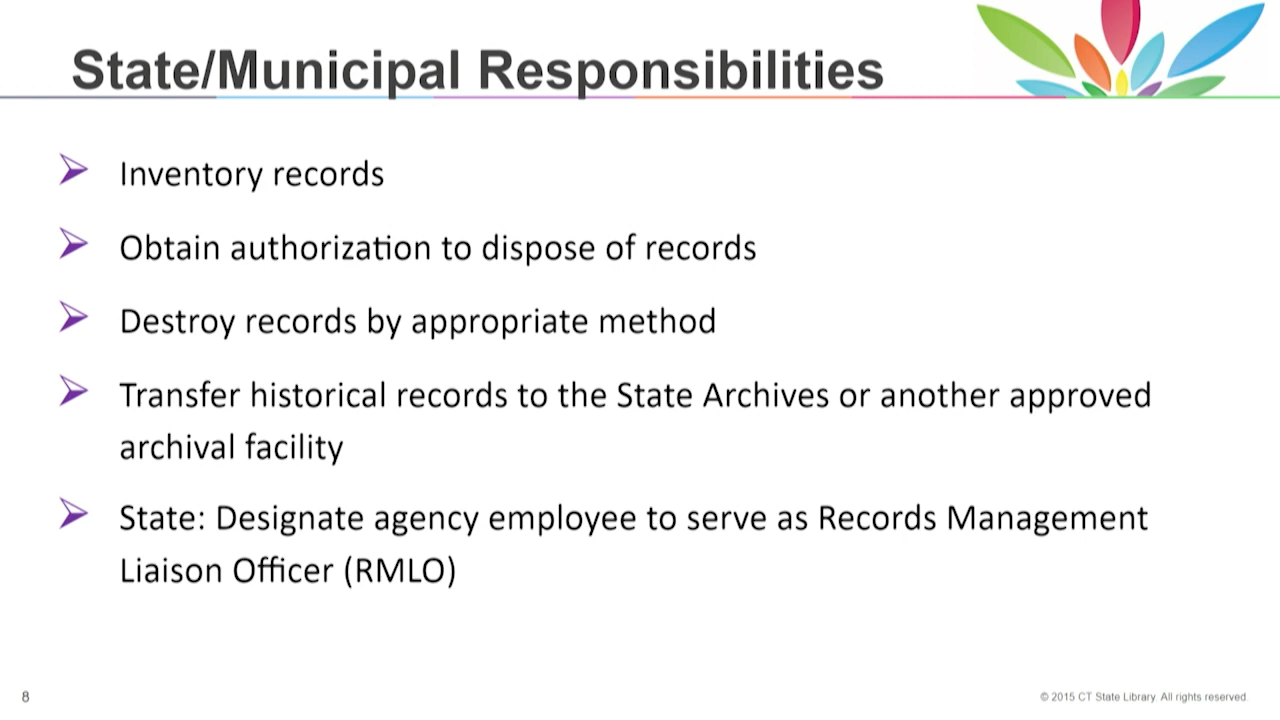 State/Municipal Responsibilities
Inventory records
Obtain authorization to dispose of records
Destroy records by appropriate method
Transfer historical records to the State Archives or another approved
archival facility
State: Designate agency employee to serve as Records Management
Liaison Officer (RMLO)
8
© 2015 CT State Library. All rights reserved.